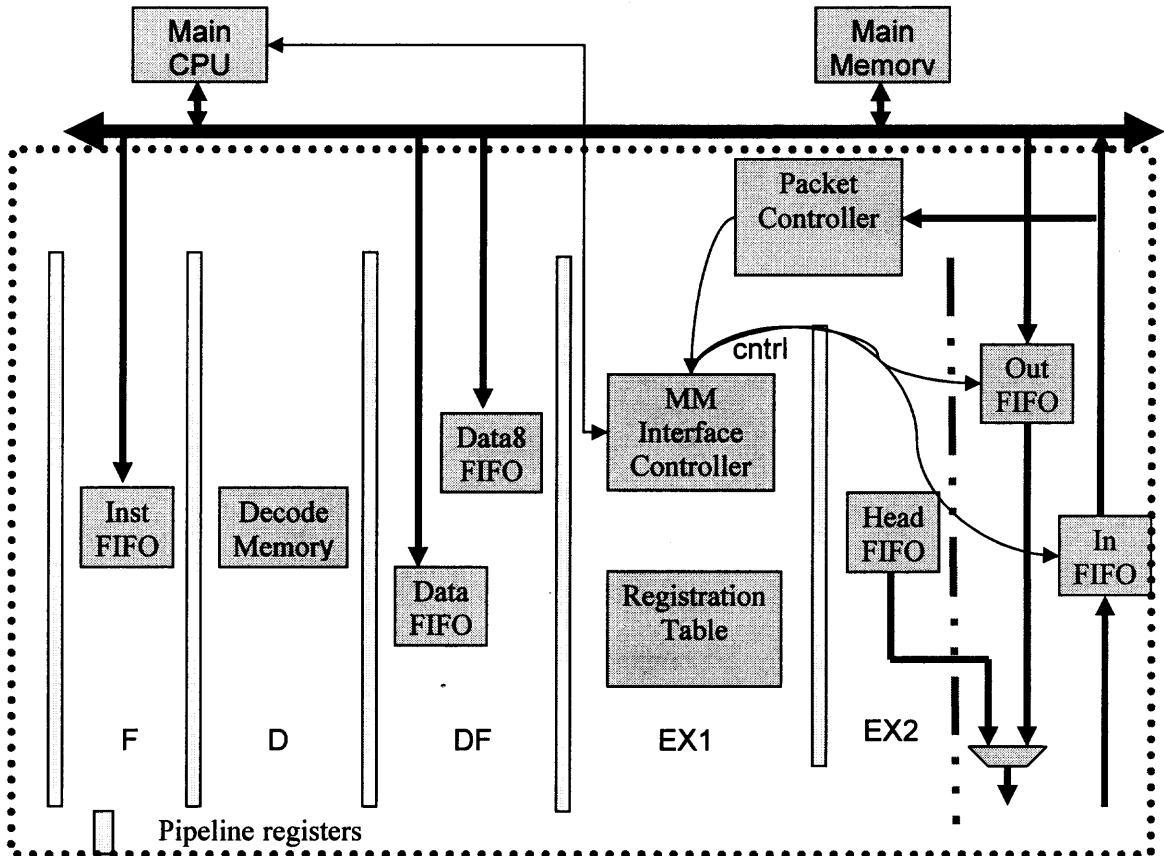 Main
CPU
Main
Memory
Packet
Controller
cntrl
Out
FIFO
MM
Interface
Controller
Data8
FIFO
Inst
FIFO
Decode
Memory
Head
FIFO
In
FIFO
Data
FIFO
Registration
Table
F
D
DF
EX1
EX2
Pipeline registers